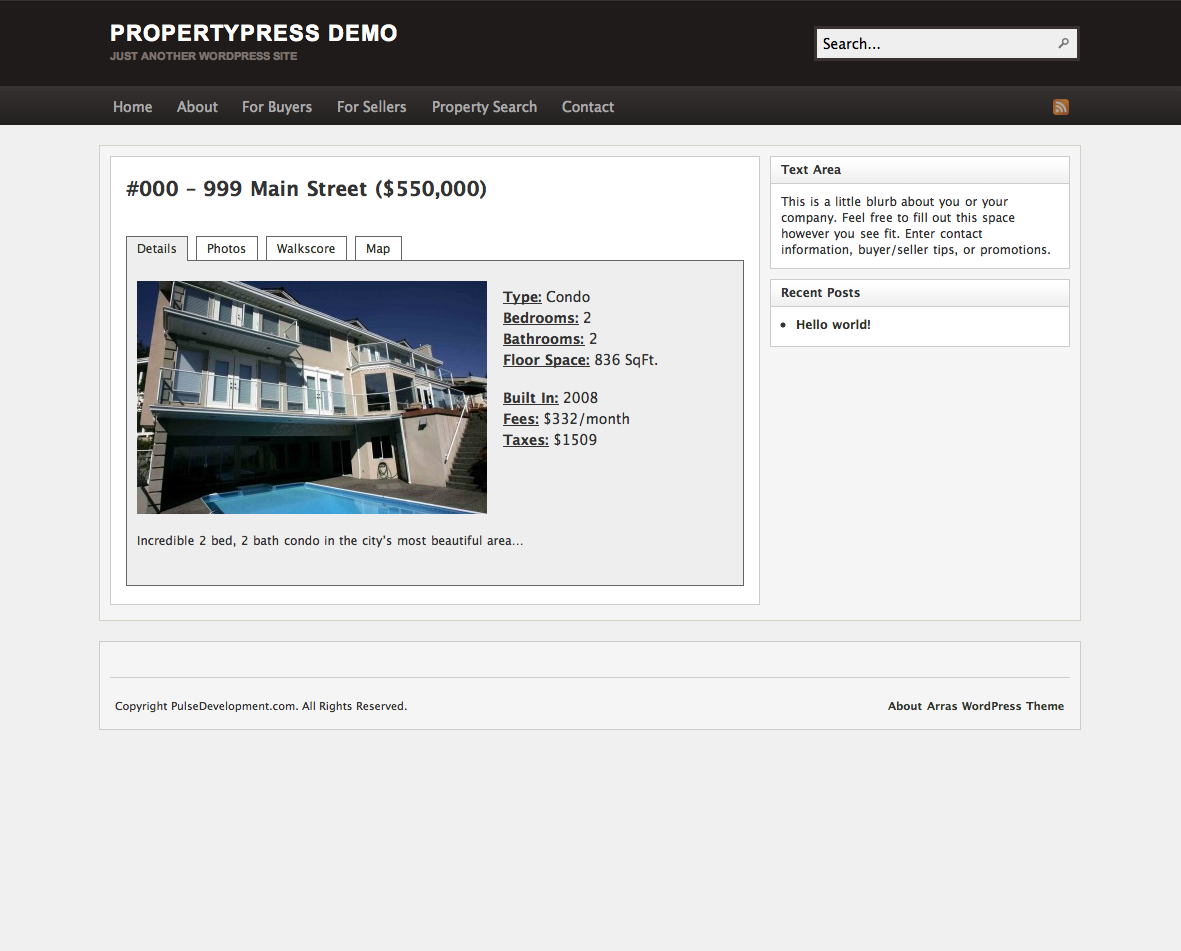 PROPERTYPRESS DEMO
JUST ANOTHER WORDPRESS SITE
Search...
Home About For Buyers For Sellers Property Search Contact
#000 – 999 Main Street ($550,000)
Details Photos Walkscore Map
Type: Condo
Bedrooms: 2
Bathrooms: 2
Floor Space: 836 SqFt.
Built In: 2008
Fees: $332/month
Taxes: $1509
Incredible 2 bed, 2 bath condo in the city's most beautiful area...
Text Area
This is a little blurb about you or your
company. Feel free to fill out this space
however you see fit. Enter contact
information, buyer/seller tips, or promotions.
Recent Posts
• Hello world!
Copyright PulseDevelopment.com. All Rights Reserved.
About Arras WordPress Theme